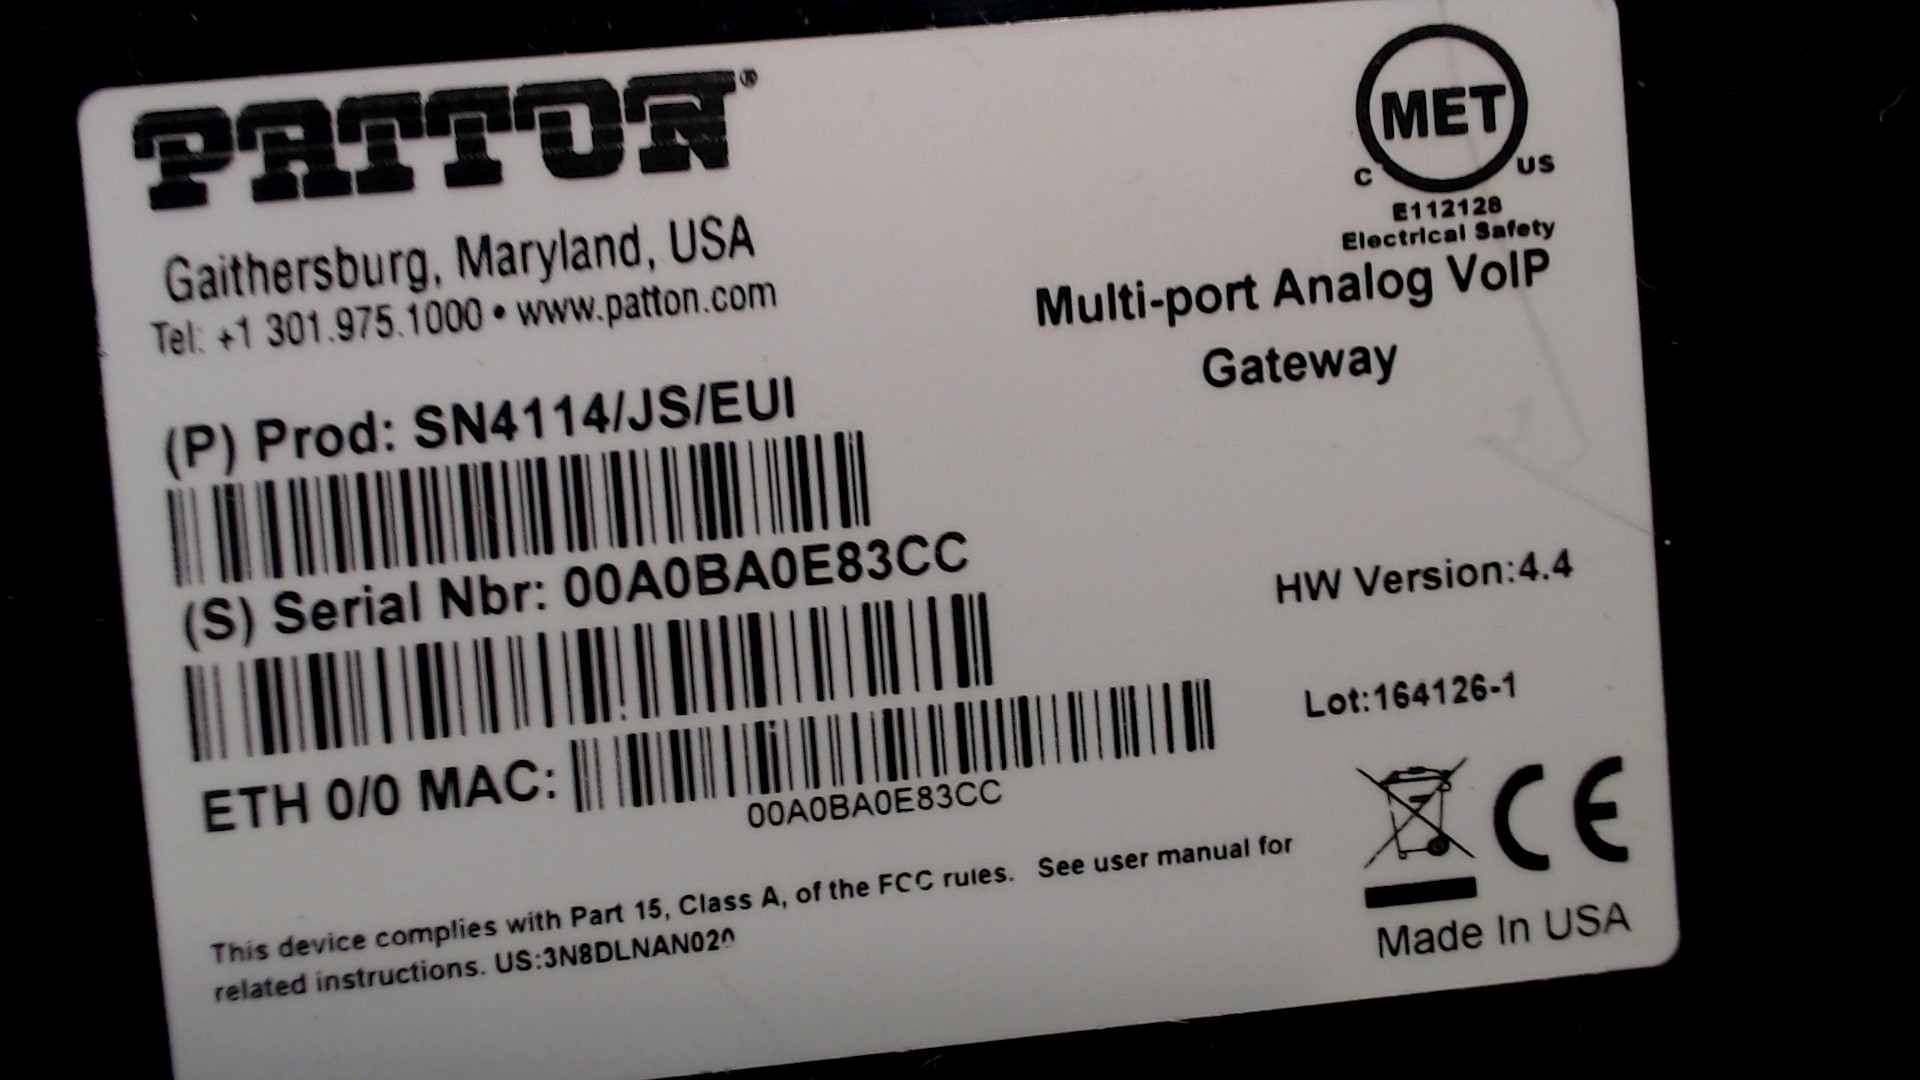 PATTON®
Gaithersburg, Maryland, USA
Tel: +1 301.975.1000 • www.patton.com
MET
C US
E112128
Electrical Safety
Multi-port Analog VoIP
Gateway
(P) Prod: SN4114/JS/EUI
(S) Serial Nbr: 00A0BA0E83CC
HW Version:4.4
Lot:164126-1
ETH 0/0 MAC:
00A0BA0E83CC
CE
This device complies with Part 15, Class A, of the FCC rules. See user manual for
related instructions. US:3N8DLNAN020
Made In USA